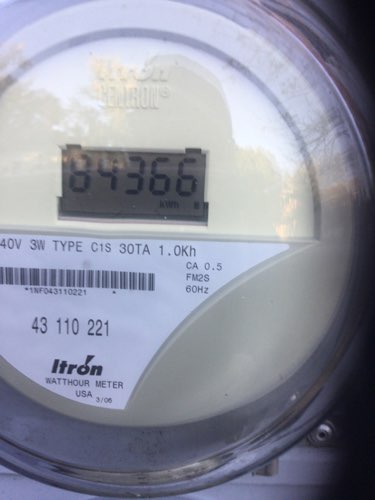 Itron
CENTRON®
84366
kWh
40V 3W TYPE C1S 30TA 1.0Kh
CA 0.5
FM2S
60Hz
*1NF043110221 *
43 110 221
Itron
WATTHOUR METER
USA 3/06